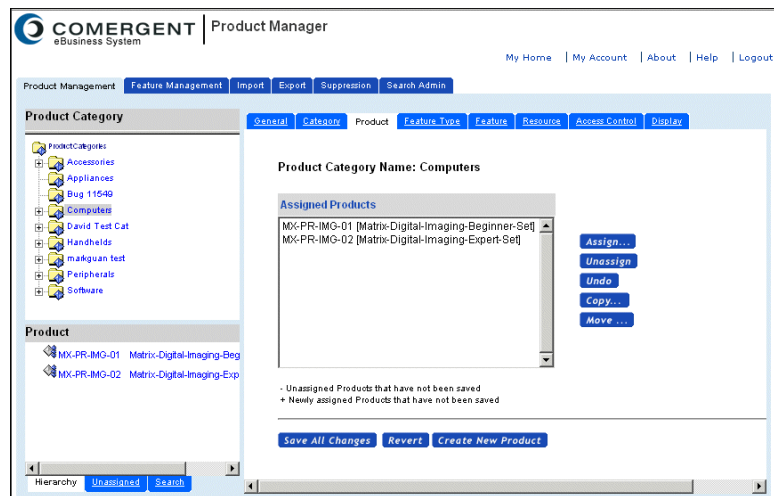 COMERGENT
eBusiness System
Product Manager
My Home | My Account | About | Help | Logout
Product Management Feature Management Import Export Suppression Search Admin
Product Category
ProductCategories
Accessories
Appliances
Bug 11549
Computers
David Test Cat
Handhelds
markguan test
Peripherals
Software
Product
MX-PR-IMG-01 Matrix-Digital-Imaging-Beg
MX-PR-IMG-02 Matrix-Digital-Imaging-Exp
Hierarchy Unassigned Search
General Category Product Feature Type Feature Resource Access Control Display
Product Category Name: Computers
Assigned Products
MX-PR-IMG-01 [Matrix-Digital-Imaging-Beginner-Set]
MX-PR-IMG-02 [Matrix-Digital-Imaging-Expert-Set]
Assign...
Unassign
Undo
Copy...
Move ...
- Unassigned Products that have not been saved
+ Newly assigned Products that have not been saved
Save All Changes Revert Create New Product